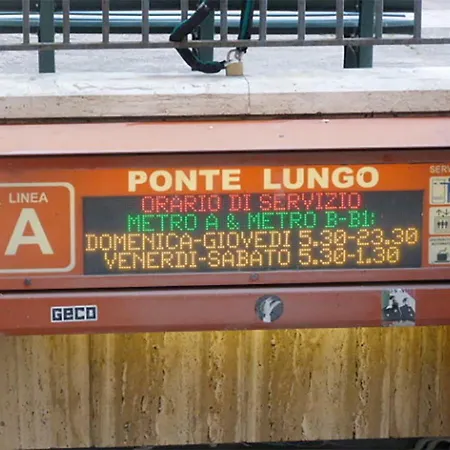 PONTE LUNGO
LINEA
A
ORARIO DI SERVIZIO
METRO A & METRO B-B1:
DOMENICA-GIOVEDI 5.30-23.30
VENERDI-SABATO 5.30-1.30
SERV
GECO